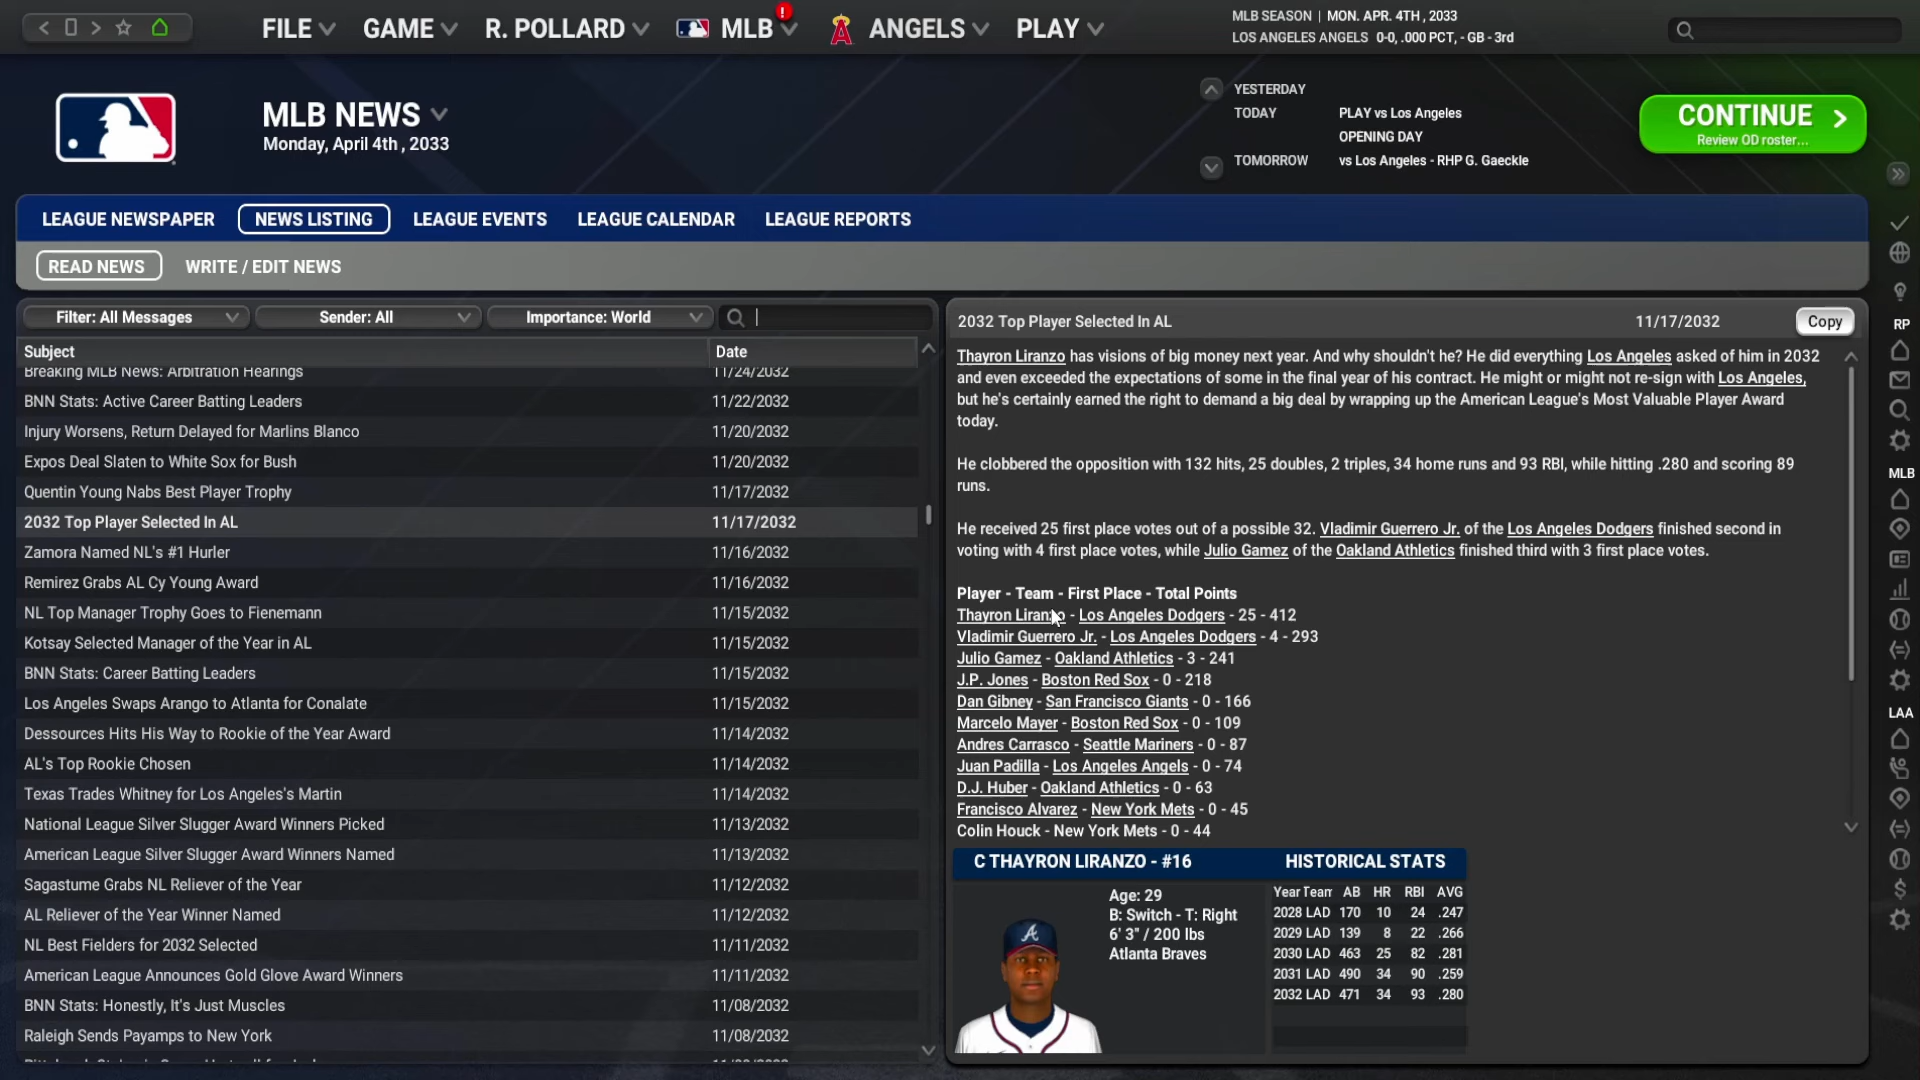 FILE
GAME
R. POLLARD
MLB
!
ANGELS
PLAY
MLB SEASON | MON. APR. 4TH , 2033
LOS ANGELES ANGELS 0-0, .000 PCT, - GB - 3rd
MLB NEWS
Monday, April 4th , 2033
YESTERDAY
TODAY PLAY vs Los Angeles
OPENING DAY
TOMORROW vs Los Angeles - RHP G. Gaeckle
CONTINUE
Review OD roster...
LEAGUE NEWSPAPER
NEWS LISTING
LEAGUE EVENTS
LEAGUE CALENDAR
LEAGUE REPORTS
READ NEWS
WRITE / EDIT NEWS
Filter: All Messages
Sender: All
Importance: World
Subject Date
Breaking MLB News: Arbitration Hearings 11/24/2032
BNN Stats: Active Career Batting Leaders 11/22/2032
Injury Worsens, Return Delayed for Marlins Blanco 11/20/2032
Expos Deal Slaten to White Sox for Bush 11/20/2032
Quentin Young Nabs Best Player Trophy 11/17/2032
2032 Top Player Selected In AL 11/17/2032
Zamora Named NL's #1 Hurler 11/16/2032
Remirez Grabs AL Cy Young Award 11/16/2032
NL Top Manager Trophy Goes to Fienemann 11/15/2032
Kotsay Selected Manager of the Year in AL 11/15/2032
BNN Stats: Career Batting Leaders 11/15/2032
Los Angeles Swaps Arango to Atlanta for Conalate 11/15/2032
Dessources Hits His Way to Rookie of the Year Award 11/14/2032
AL's Top Rookie Chosen 11/14/2032
Texas Trades Whitney for Los Angeles's Martin 11/14/2032
National League Silver Slugger Award Winners Picked 11/13/2032
American League Silver Slugger Award Winners Named 11/13/2032
Sagastume Grabs NL Reliever of the Year 11/12/2032
AL Reliever of the Year Winner Named 11/12/2032
NL Best Fielders for 2032 Selected 11/11/2032
American League Announces Gold Glove Award Winners 11/11/2032
BNN Stats: Honestly, It's Just Muscles 11/08/2032
Raleigh Sends Payamps to New York 11/08/2032
2032 Top Player Selected In AL 11/17/2032 Copy
Thayron Liranzo has visions of big money next year. And why shouldn't he? He did everything Los Angeles asked of him in 2032
and even exceeded the expectations of some in the final year of his contract. He might or might not re-sign with Los Angeles,
but he's certainly earned the right to demand a big deal by wrapping up the American League's Most Valuable Player Award
today.
He clobbered the opposition with 132 hits, 25 doubles, 2 triples, 34 home runs and 93 RBI, while hitting .280 and scoring 89
runs.
He received 25 first place votes out of a possible 32. Vladimir Guerrero Jr. of the Los Angeles Dodgers finished second in
voting with 4 first place votes, while Julio Gamez of the Oakland Athletics finished third with 3 first place votes.
Player - Team - First Place - Total Points
Thayron Liranzo - Los Angeles Dodgers - 25 - 412
Vladimir Guerrero Jr. - Los Angeles Dodgers - 4 - 293
Julio Gamez - Oakland Athletics - 3 - 241
J.P. Jones - Boston Red Sox - 0 - 218
Dan Gibney - San Francisco Giants - 0 - 166
Marcelo Mayer - Boston Red Sox - 0 - 109
Andres Carrasco - Seattle Mariners - 0 - 87
Juan Padilla - Los Angeles Angels - 0 - 74
D.J. Huber - Oakland Athletics - 0 - 63
Francisco Alvarez - New York Mets - 0 - 45
Colin Houck - New York Mets - 0 - 44
C THAYRON LIRANZO - #16
Age: 29
B: Switch - T: Right
6' 3" / 200 lbs
Atlanta Braves
HISTORICAL STATS
Year Team AB HR RBI AVG
2028 LAD 170 10 24 .247
2029 LAD 139 8 22 .266
2030 LAD 463 25 82 .281
2031 LAD 490 34 90 .259
2032 LAD 471 34 93 .280
RP
MLB
LAA